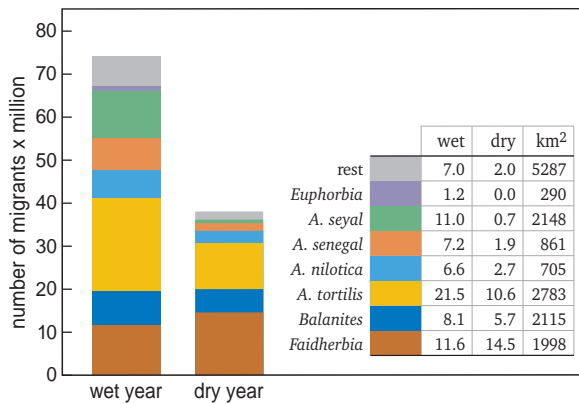 number of migrants x million
80
70
60
50
40
30
20
10
0
wet year dry year
wet dry km²
rest 7.0 2.0 5287
Euphorbia 1.2 0.0 290
A. seyal 11.0 0.7 2148
A. senegal 7.2 1.9 861
A. nilotica 6.6 2.7 705
A. tortilis 21.5 10.6 2783
Balanites 8.1 5.7 2115
Faidherbia 11.6 14.5 1998